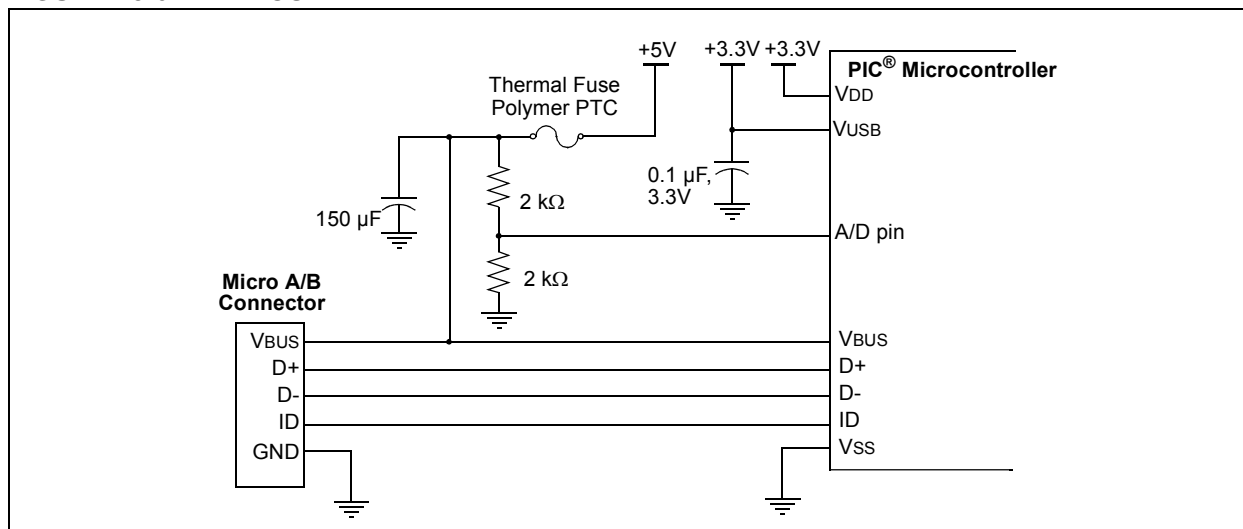 +5V
+3.3V
+3.3V
PIC® Microcontroller
VDD
Thermal Fuse
Polymer PTC
VUSB
0.1 µF,
3.3V
2 kΩ
150 µF
A/D pin
2 kΩ
Micro A/B
Connector
VBUS
VBUS
D+
D+
D-
D-
ID
ID
GND
VSS